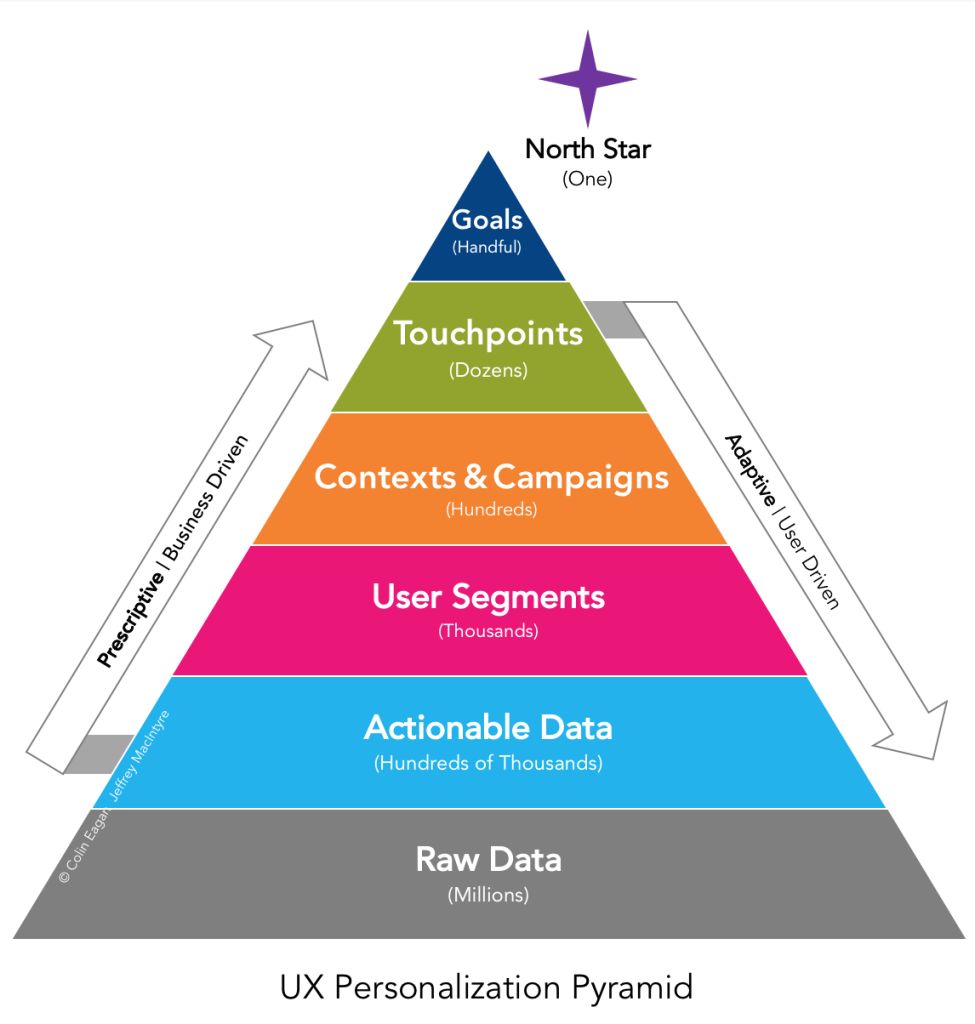 North Star
(One)
Goals
(Handful)
Touchpoints
(Dozens)
Contexts & Campaigns
(Hundreds)
User Segments
(Thousands)
Actionable Data
(Hundreds of Thousands)
Raw Data
(Millions)
Prescriptive | Business Driven
Adaptive | User Driven
© Colin Eagan, Jeffrey MacIntyre
UX Personalization Pyramid